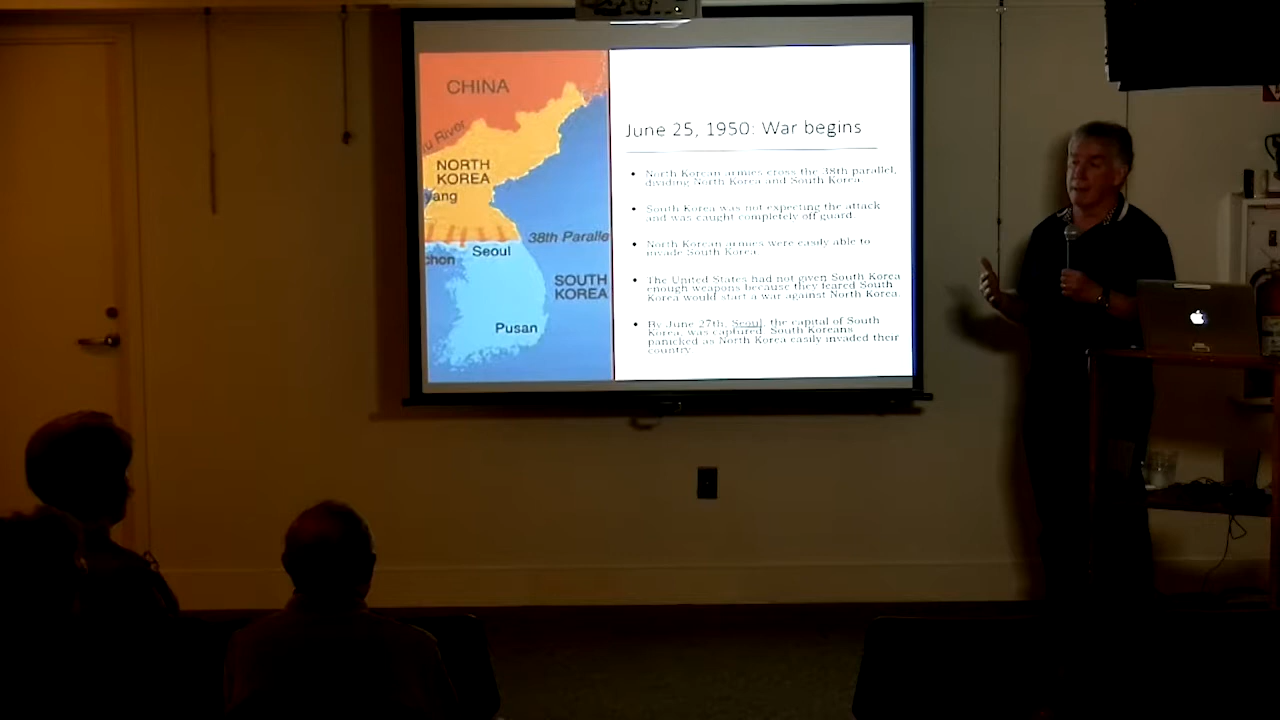 CHINA
ru River
NORTH
KOREA
yang
38th Paralle
Seoul
chon
SOUTH
KOREA
Pusan
June 25, 1950: War begins
• North Korean armies cross the 38th parallel,
dividing North Korea and South Korea.
• South Korea was not expecting the attack
and was caught completely off guard.
• North Korean armies were easily able to
invade South Korea.
• The United States had not given South Korea
enough weapons because they feared South
Korea would start a war against North Korea.
• By June 27th, Seoul, the capital of South
Korea, was captured. South Koreans
panicked as North Korea easily invaded their
country.